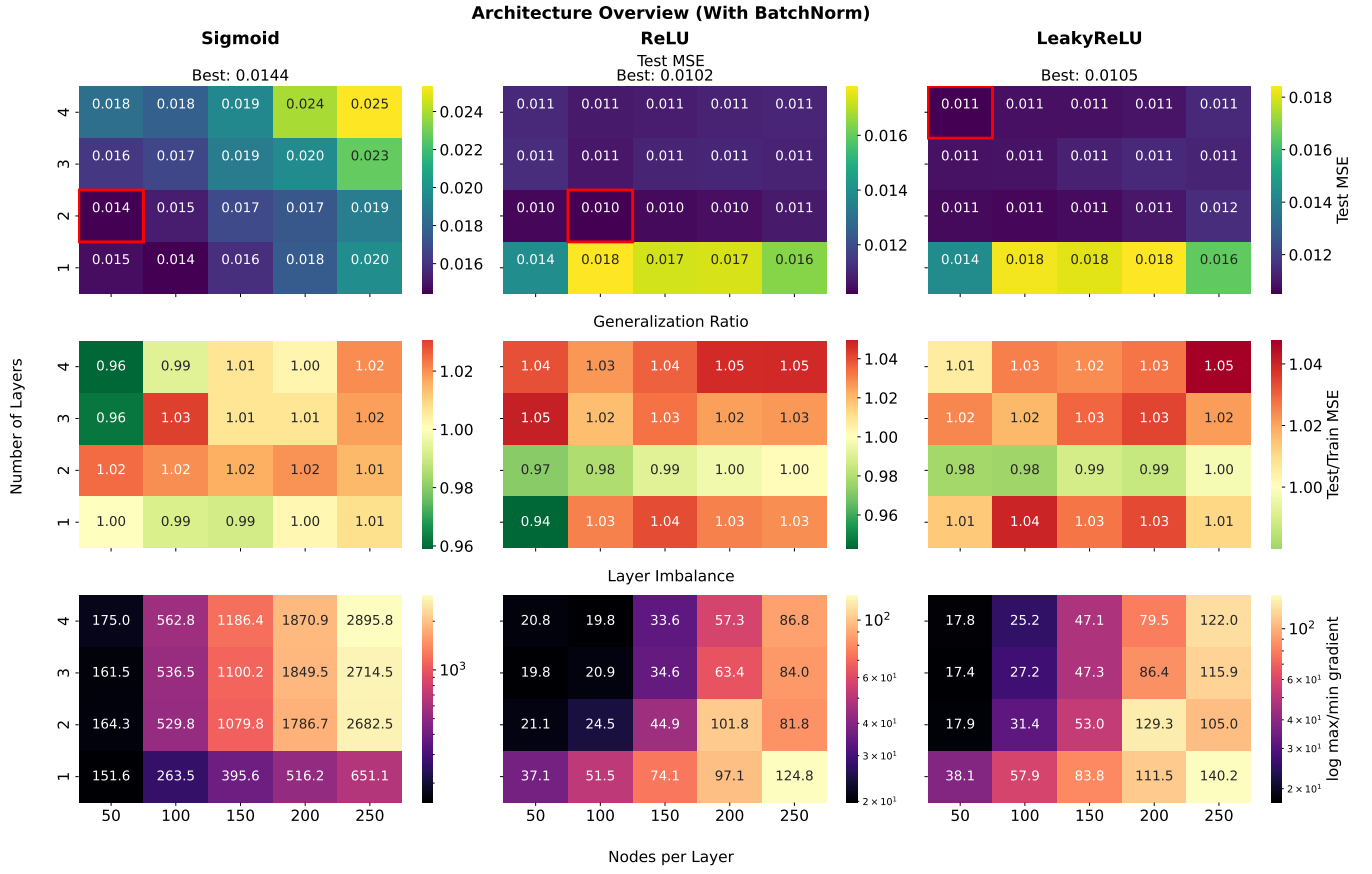 Architecture Overview (With BatchNorm)
Sigmoid ReLU LeakyReLU
Test MSE
Best: 0.0144 Best: 0.0102 Best: 0.0105
4 0.018 0.018 0.019 0.024 0.025
3 0.016 0.017 0.019 0.020 0.023
2 0.014 0.015 0.017 0.017 0.019
1 0.015 0.014 0.016 0.018 0.020
0.024
0.022
0.020
0.018
0.016
0.011 0.011 0.011 0.011 0.011
0.011 0.011 0.011 0.011 0.011
0.010 0.010 0.010 0.010 0.011
0.014 0.018 0.017 0.017 0.016
0.016
0.014
0.012
0.011 0.011 0.011 0.011 0.011
0.011 0.011 0.011 0.011 0.011
0.011 0.011 0.011 0.011 0.012
0.014 0.018 0.018 0.018 0.016
0.018
0.016
0.014
0.012
Test MSE
Generalization Ratio
Number of Layers
4 0.96 0.99 1.01 1.00 1.02
3 0.96 1.03 1.01 1.01 1.02
2 1.02 1.02 1.02 1.02 1.01
1 1.00 0.99 0.99 1.00 1.01
1.02
1.00
0.98
0.96
1.04 1.03 1.04 1.05 1.05
1.05 1.02 1.03 1.02 1.03
0.97 0.98 0.99 1.00 1.00
0.94 1.03 1.04 1.03 1.03
1.04
1.02
1.00
0.98
0.96
1.01 1.03 1.02 1.03 1.05
1.02 1.02 1.03 1.03 1.02
0.98 0.98 0.99 0.99 1.00
1.01 1.04 1.03 1.03 1.01
1.04
1.02
1.00
Test/Train MSE
Layer Imbalance
4 175.0 562.8 1186.4 1870.9 2895.8
3 161.5 536.5 1100.2 1849.5 2714.5
2 164.3 529.8 1079.8 1786.7 2682.5
1 151.6 263.5 395.6 516.2 651.1
50 100 150 200 250
10³
20.8 19.8 33.6 57.3 86.8
19.8 20.9 34.6 63.4 84.0
21.1 24.5 44.9 101.8 81.8
37.1 51.5 74.1 97.1 124.8
50 100 150 200 250
10²
6 × 10¹
4 × 10¹
3 × 10¹
2 × 10¹
17.8 25.2 47.1 79.5 122.0
17.4 27.2 47.3 86.4 115.9
17.9 31.4 53.0 129.3 105.0
38.1 57.9 83.8 111.5 140.2
50 100 150 200 250
10²
6 × 10¹
4 × 10¹
3 × 10¹
2 × 10¹
log max/min gradient
Nodes per Layer